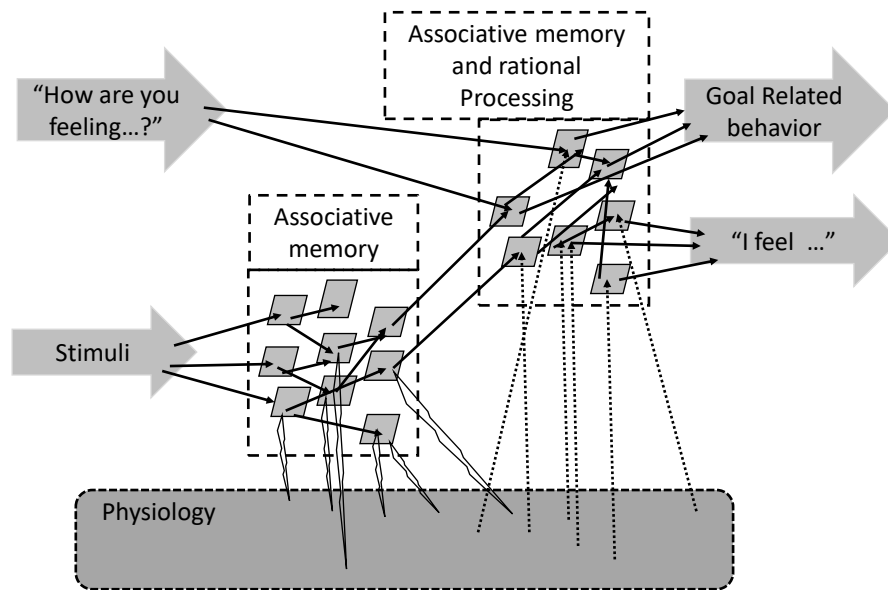 Associative memory
and rational
Processing
“How are you
feeling…?”
Goal Related
behavior
Associative
memory
“I feel …”
Stimuli
Physiology